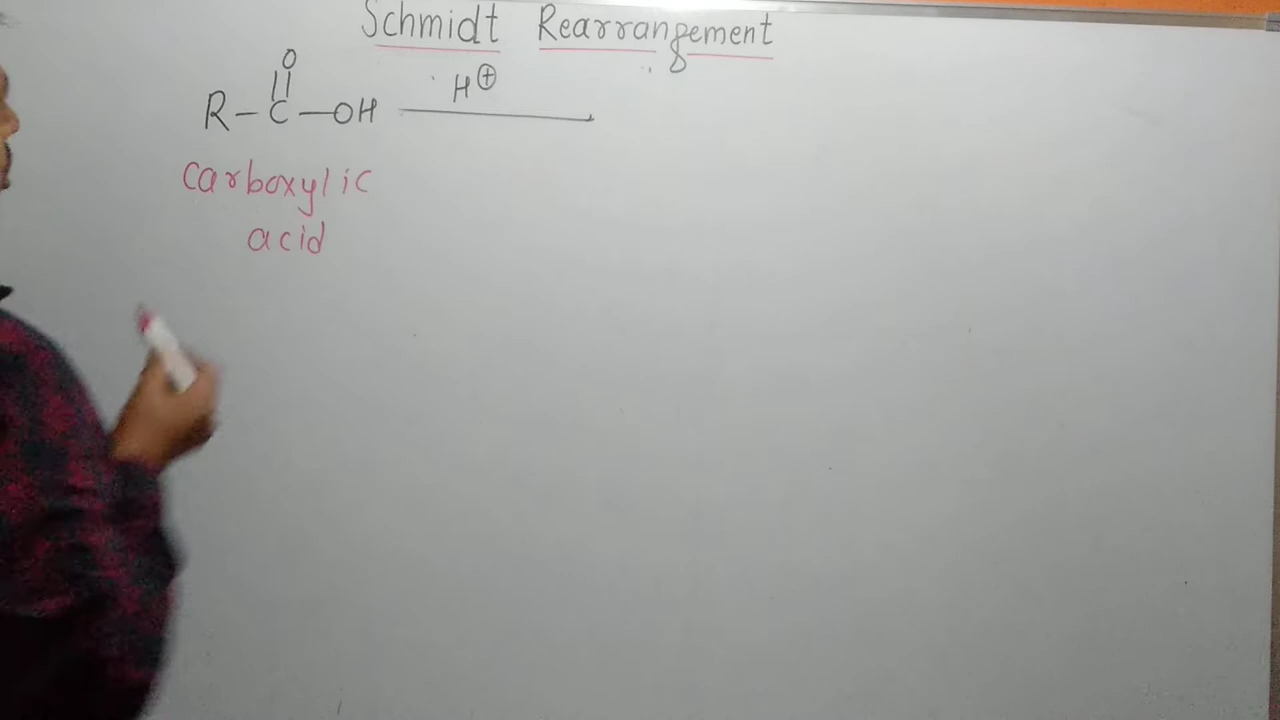 Schmidt Rearrangement
O
||
R-C-OH H⊕ →
carboxylic
acid